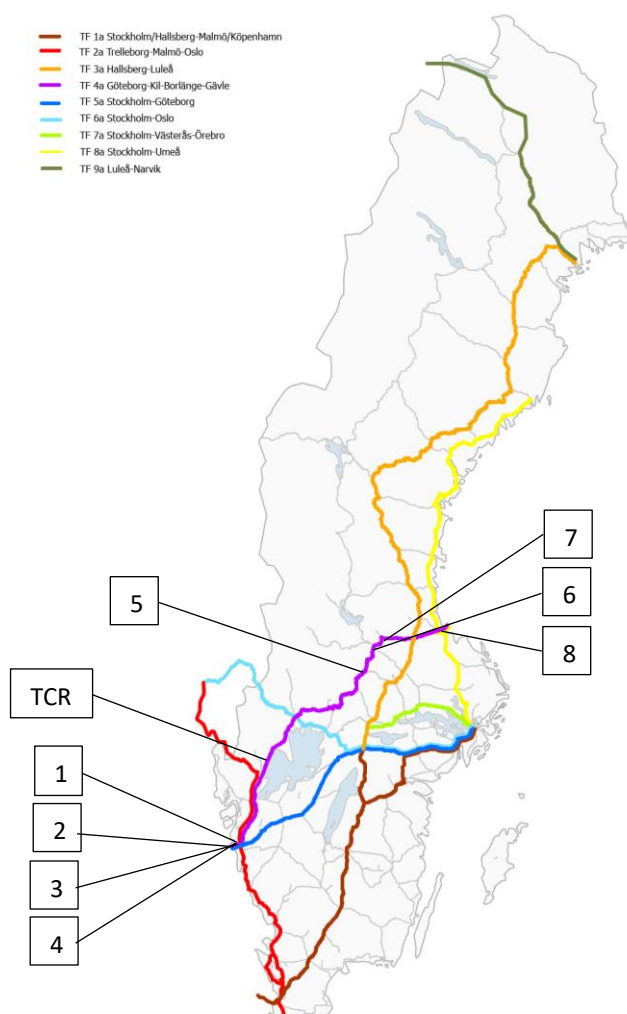 TF 1a Stockholm/Hallsberg-Malmö/Köpenhamn
TF 2a Trelleborg-Malmö-Oslo
TF 3a Hallsberg-Luleå
TF 4a Göteborg-Kil-Borlänge-Gävle
TF 5a Stockholm-Göteborg
TF 6a Stockholm-Oslo
TF 7a Stockholm-Västerås-Örebro
TF 8a Stockholm-Umeå
TF 9a Luleå-Narvik
7
5
6
8
TCR
1
2
3
4